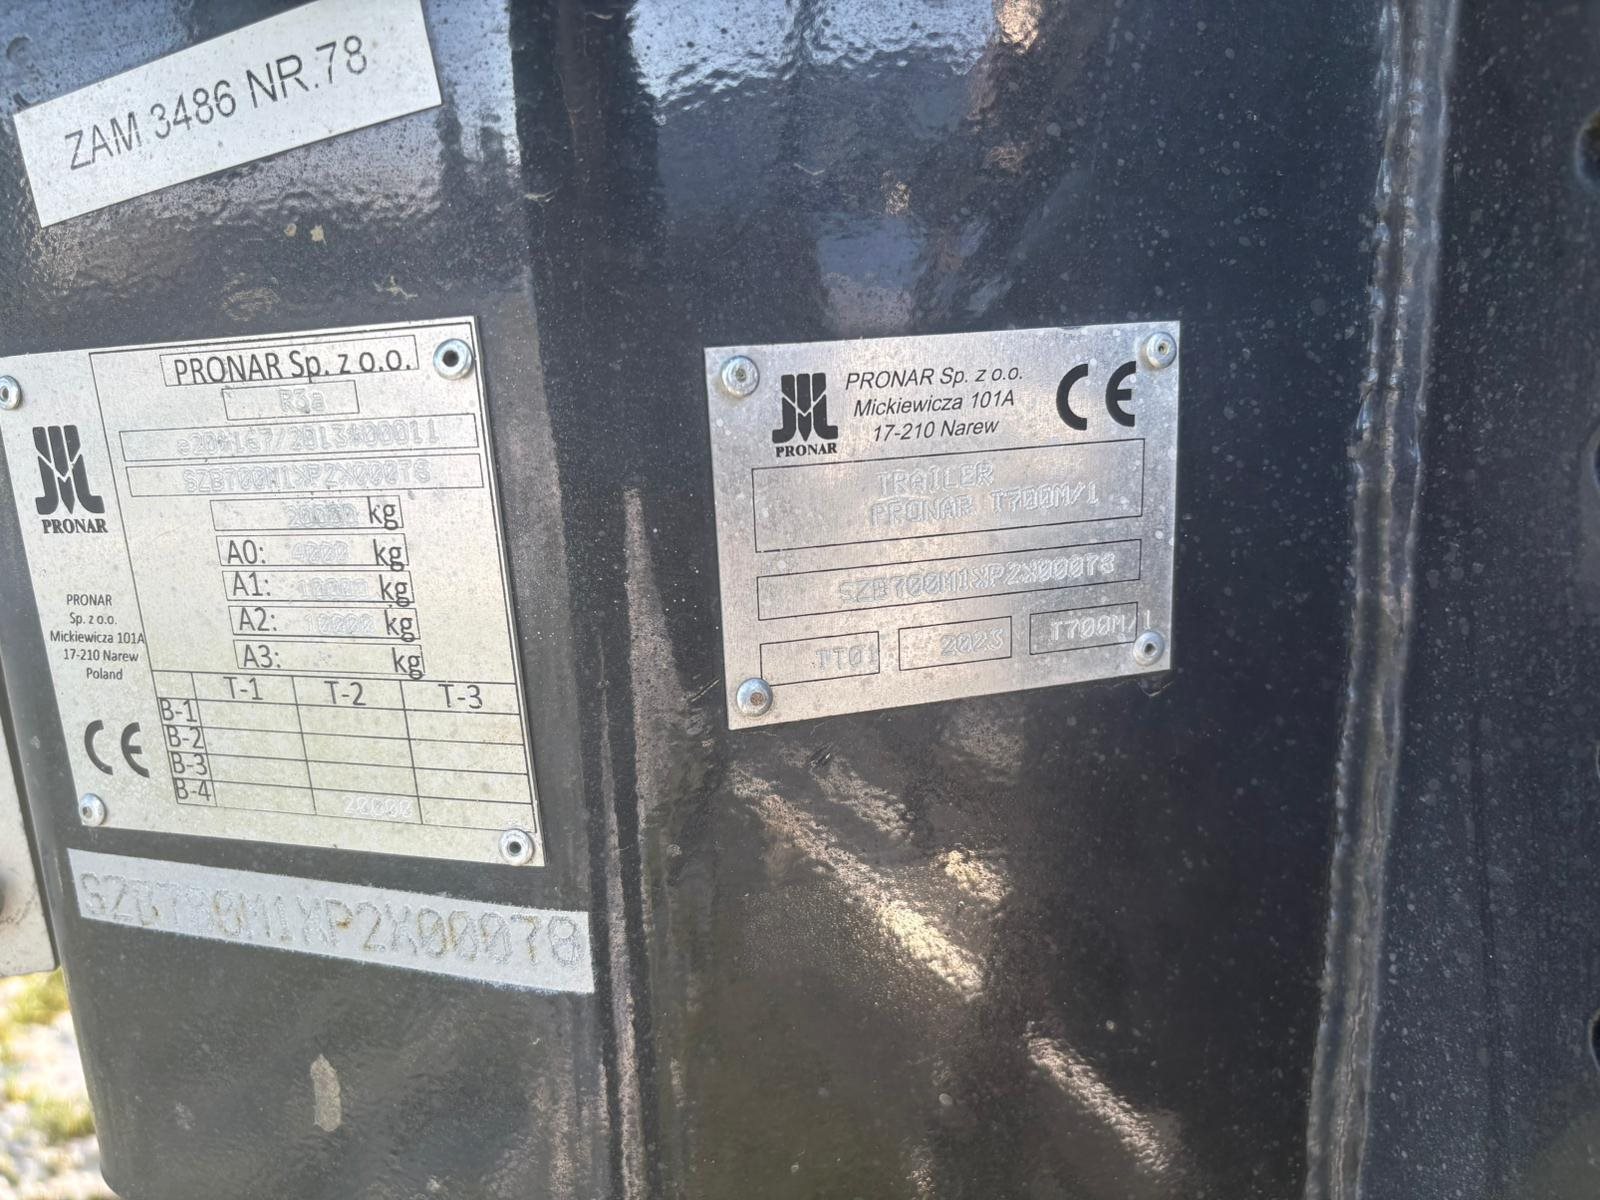 ZAM 3486 NR.78
PRONAR Sp. z o.o.
R3a
e20*167/2013*00011
SZB700M1XP2X00078
20000 kg
A0: 4000 kg
A1: 10000 kg
A2: 10000 kg
A3: kg
PRONAR
PRONAR
Sp. z o.o.
Mickiewicza 101A
17-210 Narew
Poland
CE
T-1 T-2 T-3
B-1
B-2
B-3
B-4 20000
SZB700M1XP2X00078
PRONAR
PRONAR Sp. z o.o.
Mickiewicza 101A
17-210 Narew
CE
TRAILER
PRONAR T700M/1
SZB700M1XP2X00078
TT01 2023 T700M/1